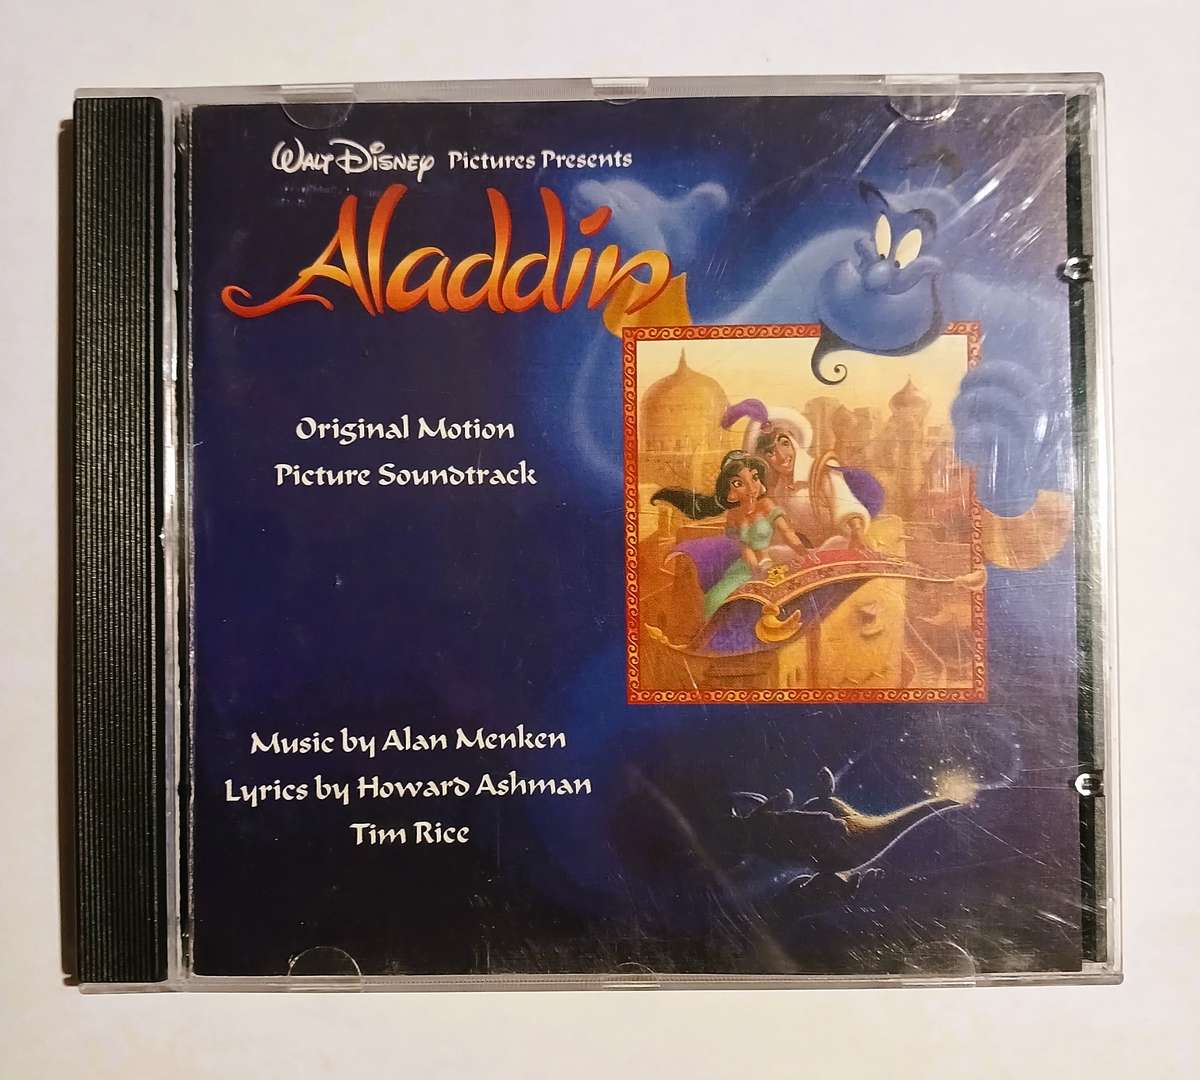 Walt Disney Pictures Presents
Aladdin
Original Motion
Picture Soundtrack
Music by Alan Menken
Lyrics by Howard Ashman
Tim Rice